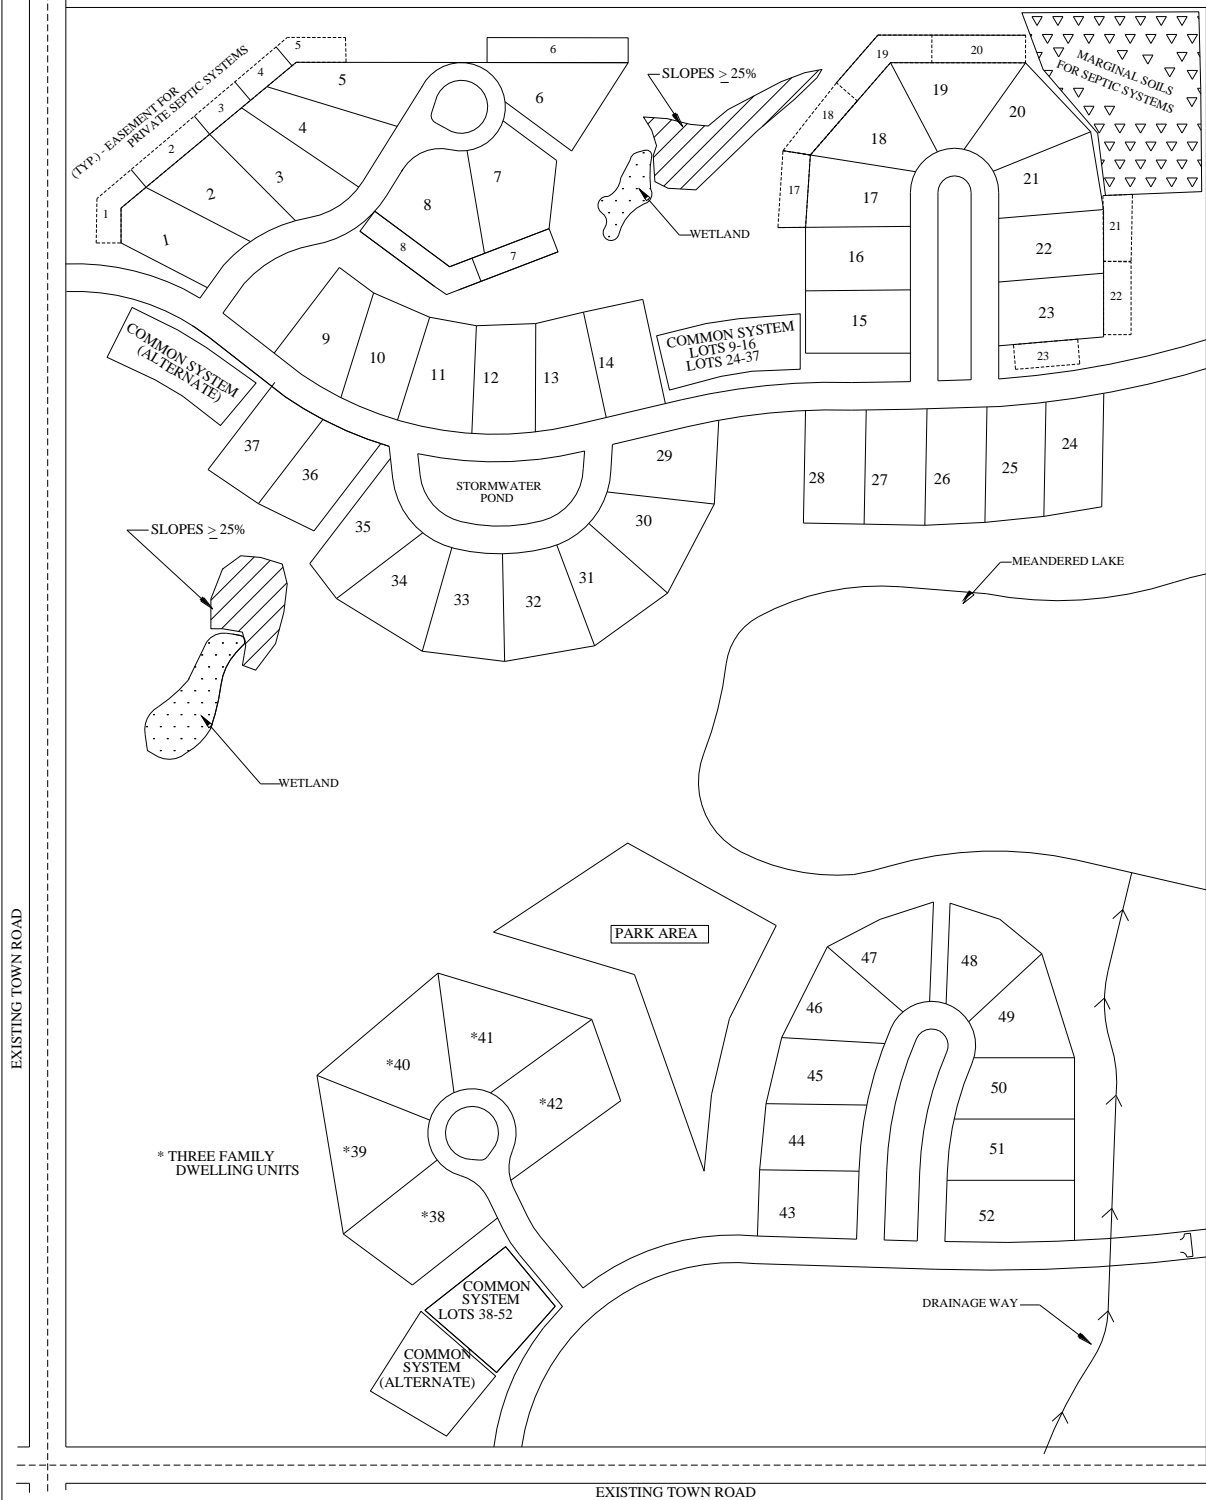 5
6
20
19
4
SLOPES ≥ 25%
MARGINAL SOILS
FOR SEPTIC SYSTEMS
(TYP.) - EASEMENT FOR
PRIVATE SEPTIC SYSTEMS
5
6
19
20
3
18
4
18
2
7
21
3
17
17
1
2
8
WETLAND
21
1
8
7
22
16
22
COMMON SYSTEM
(ALTERNATE)
9
10
11
12
13
14
COMMON SYSTEM
LOTS 9-16
LOTS 24-37
15
23
23
37
36
29
24
STORMWATER
POND
28
27
26
25
35
30
SLOPES ≥ 25%
MEANDERED LAKE
34
33
32
31
WETLAND
EXISTING TOWN ROAD
PARK AREA
47
48
46
49
*41
*40
45
50
*42
44
51
*39
* THREE FAMILY
DWELLING UNITS
*38
43
52
COMMON
SYSTEM
LOTS 38-52
DRAINAGE WAY
COMMON
SYSTEM
(ALTERNATE)
EXISTING TOWN ROAD